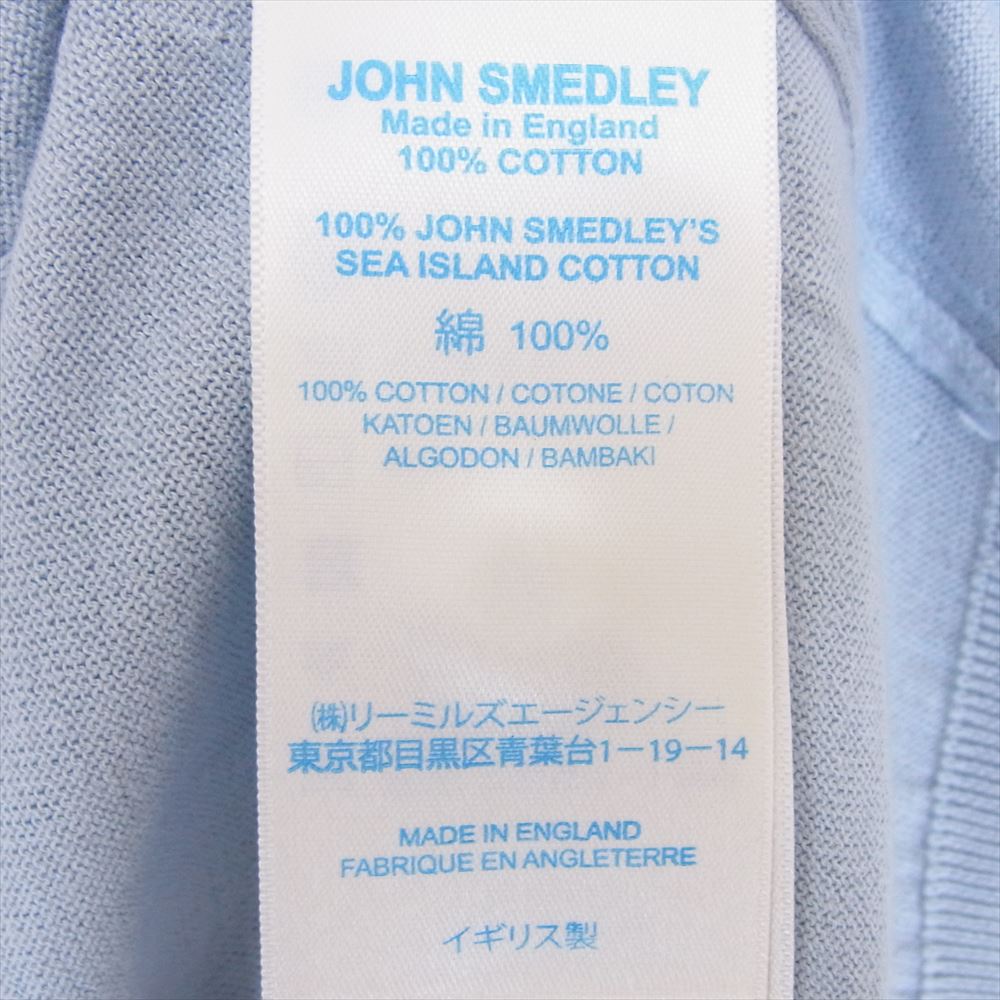 JOHN SMEDLEY
Made in England
100% COTTON
100% JOHN SMEDLEY'S
SEA ISLAND COTTON
綿 100%
100% COTTON / COTONE / COTON
KATOEN / BAUMWOLLE /
ALGODON / BAMBAKI
㈱リーミルズエージェンシー
東京都目黒区青葉台1－19－14
MADE IN ENGLAND
FABRIQUE EN ANGLETERRE
イギリス製